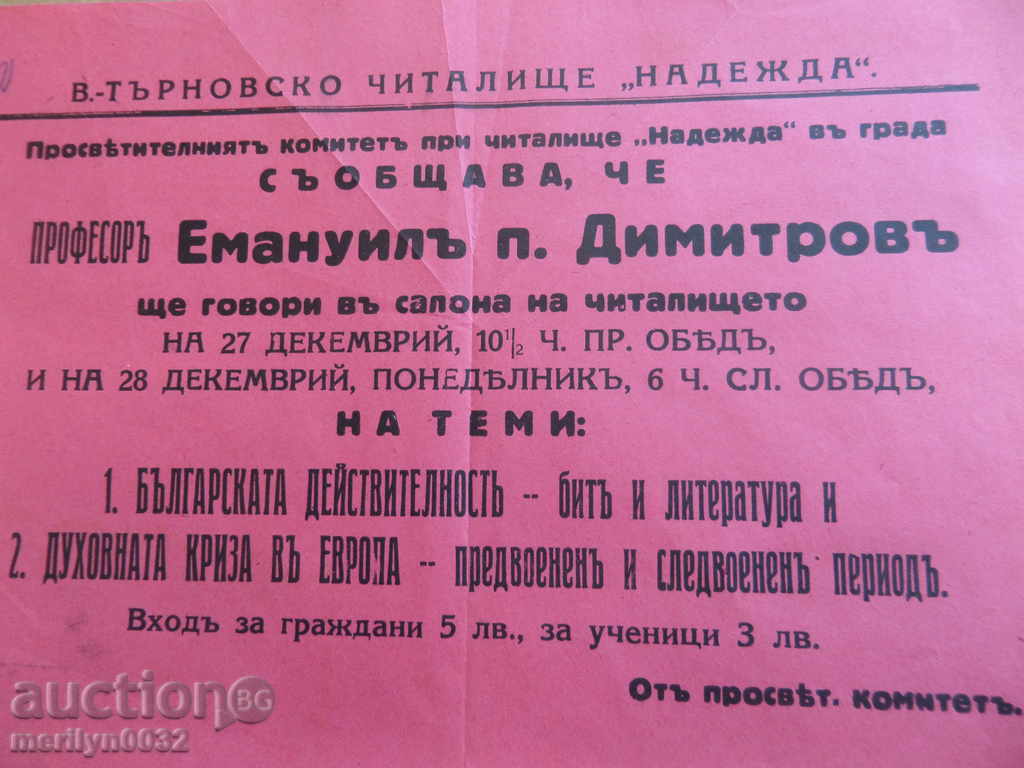 В.-ТЪРНОВСКО ЧИТАЛИЩЕ „НАДЕЖДА“.
Просвѣтителниятъ комитетъ при читалище „Надежда“ въ града
СЪОБЩАВА, ЧЕ
ПРОФЕСОРЪ Емануилъ п. Димитровъ
ще говори въ салона на читалището
НА 27 ДЕКЕМВРИЙ, 10 1/2 Ч. ПР. ОБѢДЪ,
И НА 28 ДЕКЕМВРИЙ, ПОНЕДѢЛНИКЪ, 6 Ч. СЛ. ОБѢДЪ,
НА ТЕМИ:
1. БЪЛГАРСКАТА ДЕЙСТВИТЕЛНОСТЬ -- битъ и литература и
2. ДУХОВНАТА КРИЗА ВЪ ЕВРОПА -- предвоененъ и следвоененъ периодъ.
Входъ за граждани 5 лв., за ученици 3 лв.
Отъ просвѣт. комитетъ.
auction BG
merilyn0032